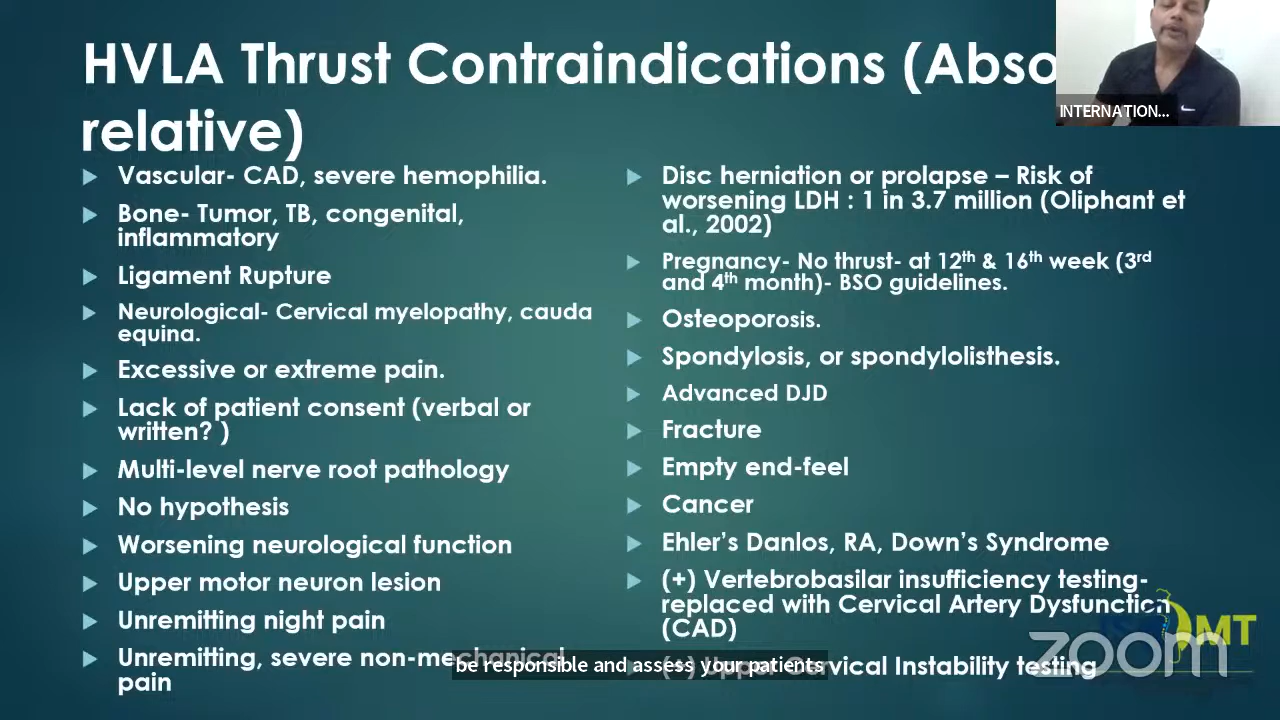 HVLA Thrust Contraindications (Abso
relative)
INTERNATION...
Vascular- CAD, severe hemophilia.
Bone- Tumor, TB, congenital,
inflammatory
Ligament Rupture
Neurological- Cervical myelopathy, cauda
equina.
Excessive or extreme pain.
Lack of patient consent (verbal or
written? )
Multi-level nerve root pathology
No hypothesis
Worsening neurological function
Upper motor neuron lesion
Unremitting night pain
Unremitting, severe non-mechanical
pain
Disc herniation or prolapse – Risk of
worsening LDH : 1 in 3.7 million (Oliphant et
al., 2002)
Pregnancy- No thrust- at 12th & 16th week (3rd
and 4th month)- BSO guidelines.
Osteoporosis.
Spondylosis, or spondylolisthesis.
Advanced DJD
Fracture
Empty end-feel
Cancer
Ehler's Danlos, RA, Down's Syndrome
(+) Vertebrobasilar insufficiency testing-
replaced with Cervical Artery Dysfunction
(CAD)
(+) Upper Cervical Instability testing
be responsible and assess your patients
MT
zoom